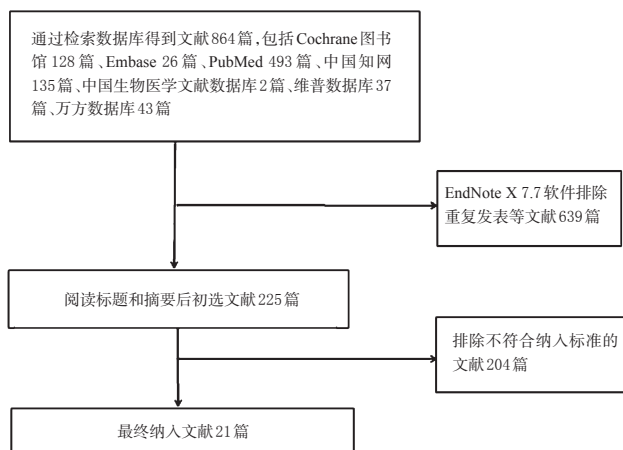 通过检索数据库得到文献864篇,包括Cochrane图书
馆128篇、Embase 26篇、PubMed 493篇、中国知网
135篇、中国生物医学文献数据库2篇、维普数据库37
篇、万方数据库43篇
EndNote X 7.7软件排除
重复发表等文献639篇
阅读标题和摘要后初选文献225篇
排除不符合纳入标准的
文献204篇
最终纳入文献21篇